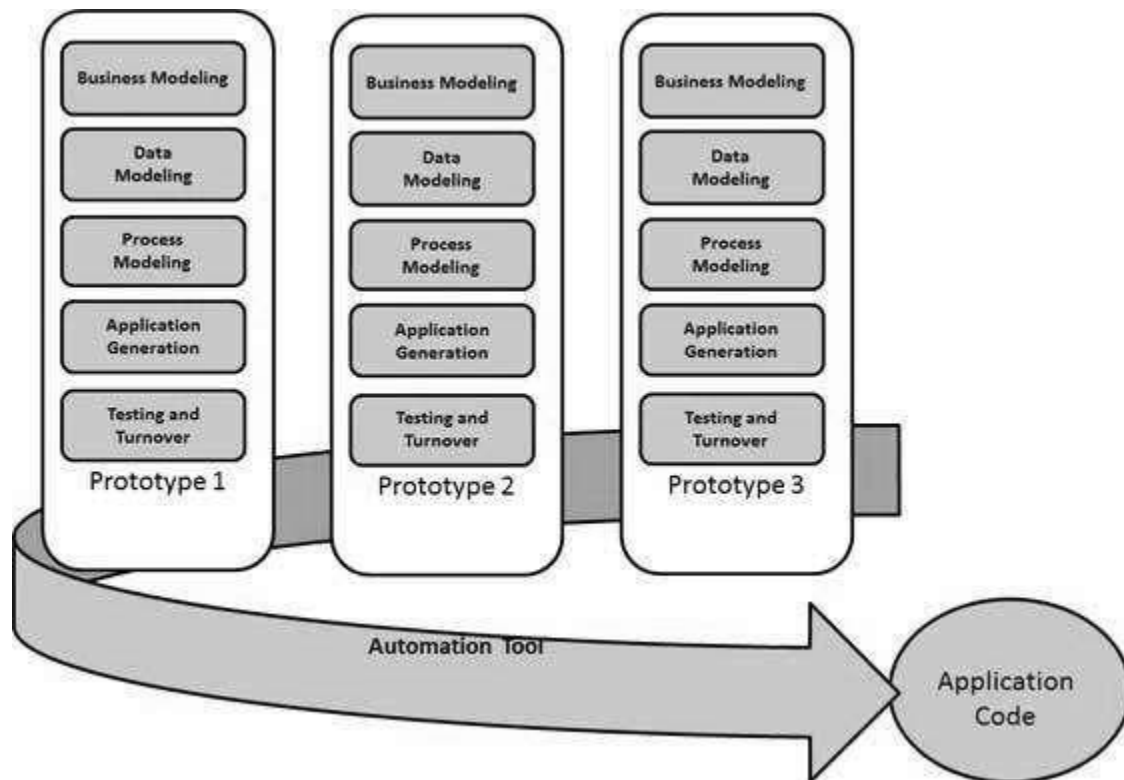 Business Modeling
Data
Modeling
Process
Modeling
Application
Generation
Testing and
Turnover
Prototype 1
Business Modeling
Data
Modeling
Process
Modeling
Application
Generation
Testing and
Turnover
Prototype 2
Business Modeling
Data
Modeling
Process
Modeling
Application
Generation
Testing and
Turnover
Prototype 3
Automation Tool
Application
Code